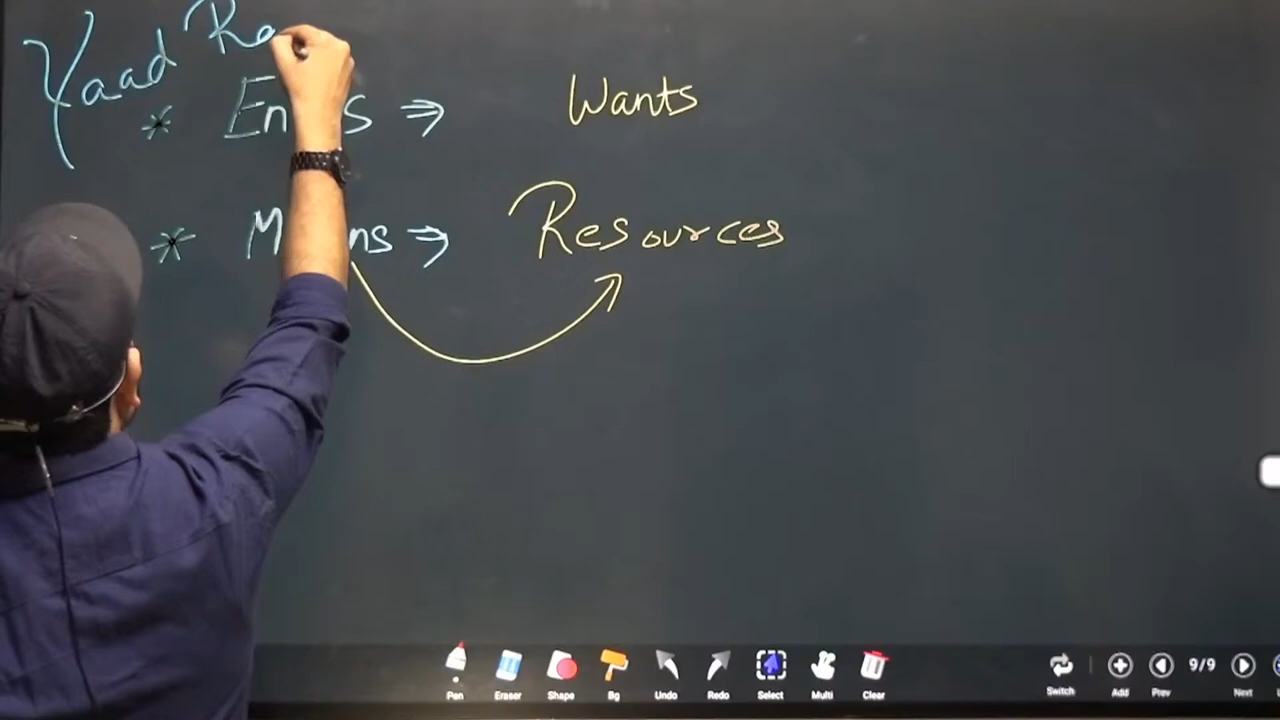 Yaad
* En s ⇒ Wants
* M ns ⇒ Resources
Pen Eraser Shape Bg Undo Redo Select Multi Clear Switch Add Prev 9/9 Next